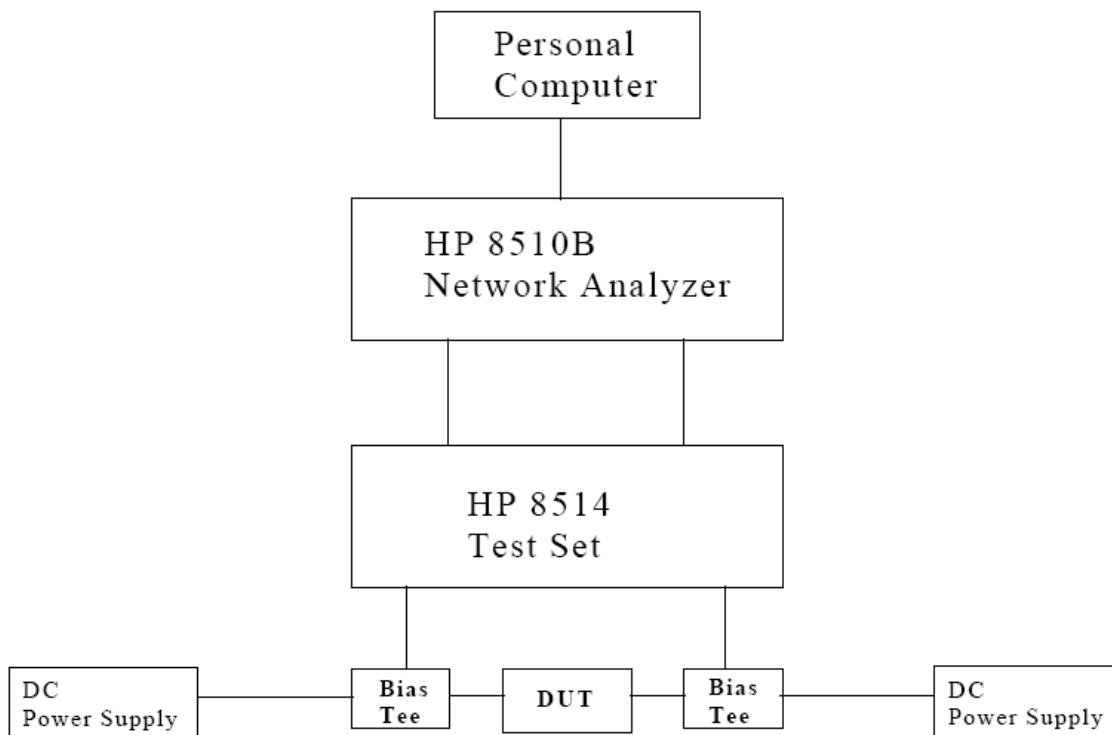 Personal
Computer
HP 8510B
Network Analyzer
HP 8514
Test Set
DC
Power Supply
Bias
Tee
DUT
Bias
Tee
DC
Power Supply